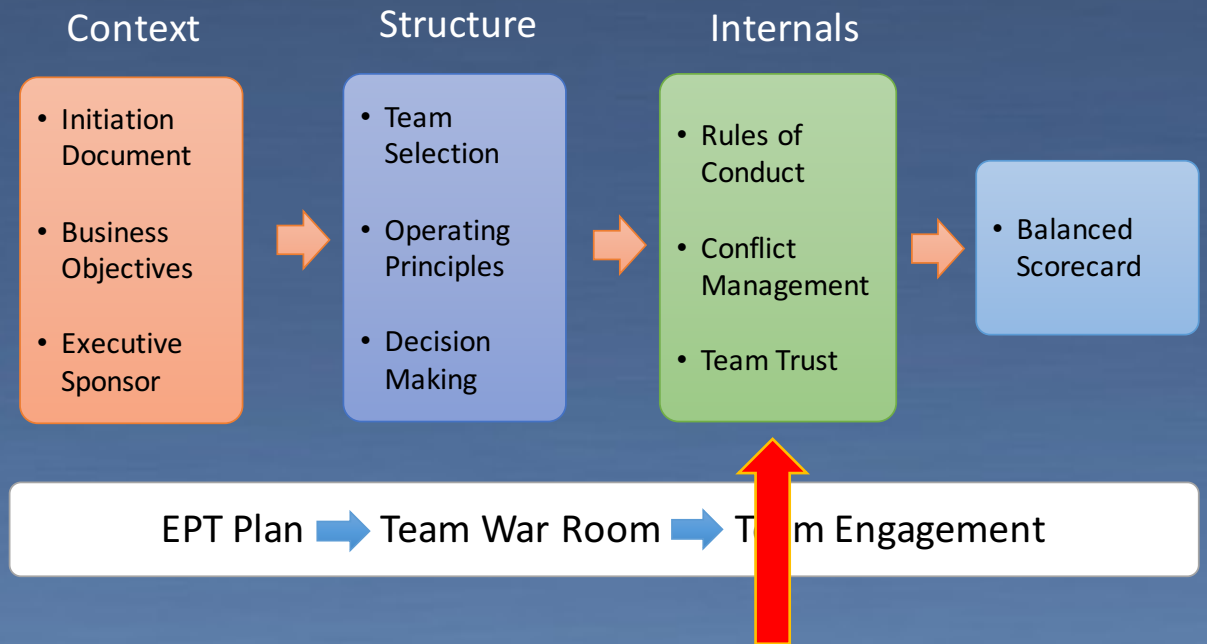 Context
Structure
Internals
• Initiation
Document
• Business
Objectives
• Executive
Sponsor
• Team
Selection
• Operating
Principles
• Decision
Making
• Rules of
Conduct
• Conflict
Management
• Team Trust
• Balanced
Scorecard
EPT Plan Team War Room Team Engagement